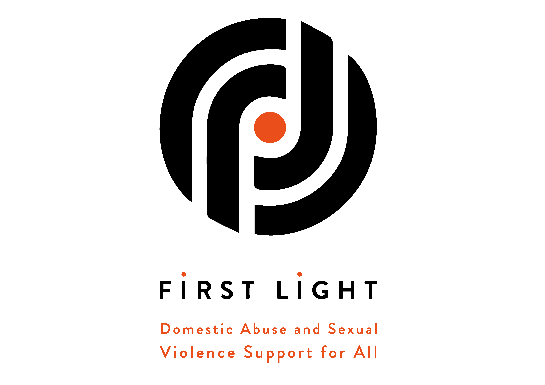 FiRST LiGHT
Domestic Abuse and Sexual
Violence Support for All